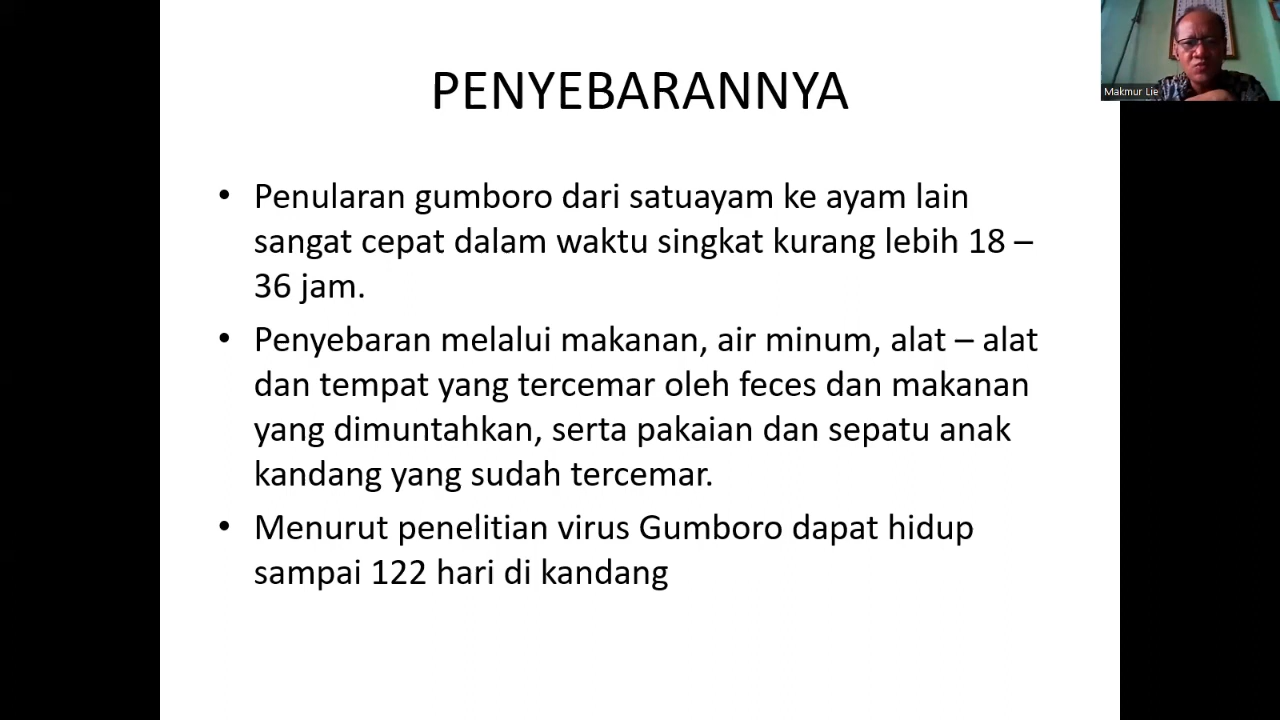 PENYEBARANNYA
Makmur Lie
• Penularan gumboro dari satuayam ke ayam lain
sangat cepat dalam waktu singkat kurang lebih 18 –
36 jam.
• Penyebaran melalui makanan, air minum, alat – alat
dan tempat yang tercemar oleh feces dan makanan
yang dimuntahkan, serta pakaian dan sepatu anak
kandang yang sudah tercemar.
• Menurut penelitian virus Gumboro dapat hidup
sampai 122 hari di kandang